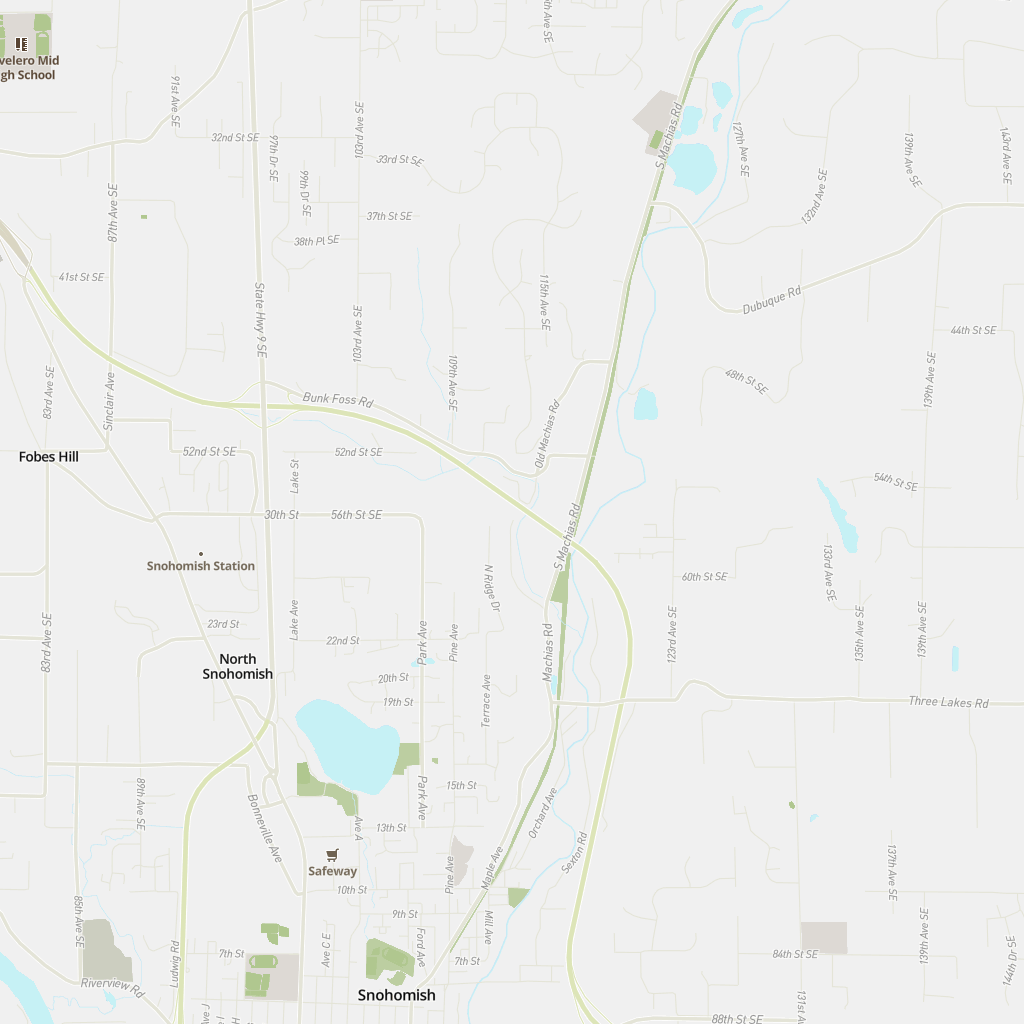 velero Mid
gh School
91st Ave SE
32nd St SE
97th Dr SE
103rd Ave SE
33rd St SE
S Machias Rd
127th Ave SE
132nd Ave SE
139th Ave SE
143rd Ave SE
87th Ave SE
99th Dr SE
37th St SE
38th Pl SE
41st St SE
State Hwy 9 SE
103rd Ave SE
115th Ave SE
Dubuque Rd
44th St SE
83rd Ave SE
Sinclair Ave
Bunk Foss Rd
109th Ave SE
48th St SE
139th Ave SE
Old Machias Rd
Fobes Hill
52nd St SE
52nd St SE
Lake St
54th St SE
30th St
56th St SE
S Machias Rd
Snohomish Station
N Ridge Dr
60th St SE
133rd Ave SE
83rd Ave SE
23rd St
Lake Ave
22nd St
Park Ave
Pine Ave
Machias Rd
123rd Ave SE
135th Ave SE
139th Ave SE
North
Snohomish
20th St
19th St
Terrace Ave
Three Lakes Rd
89th Ave SE
Bonneville Ave
Ave A
15th St
Park Ave
13th St
Orchard Ave
Sexton Rd
Safeway
10th St
Pine Ave
Maple Ave
137th Ave SE
85th Ave SE
9th St
Mill Ave
139th Ave SE
144th Dr SE
Ludwig Rd
7th St
Ave C E
Ford Ave
7th St
84th St SE
Riverview Rd
Snohomish
131st Ave
88th St SE